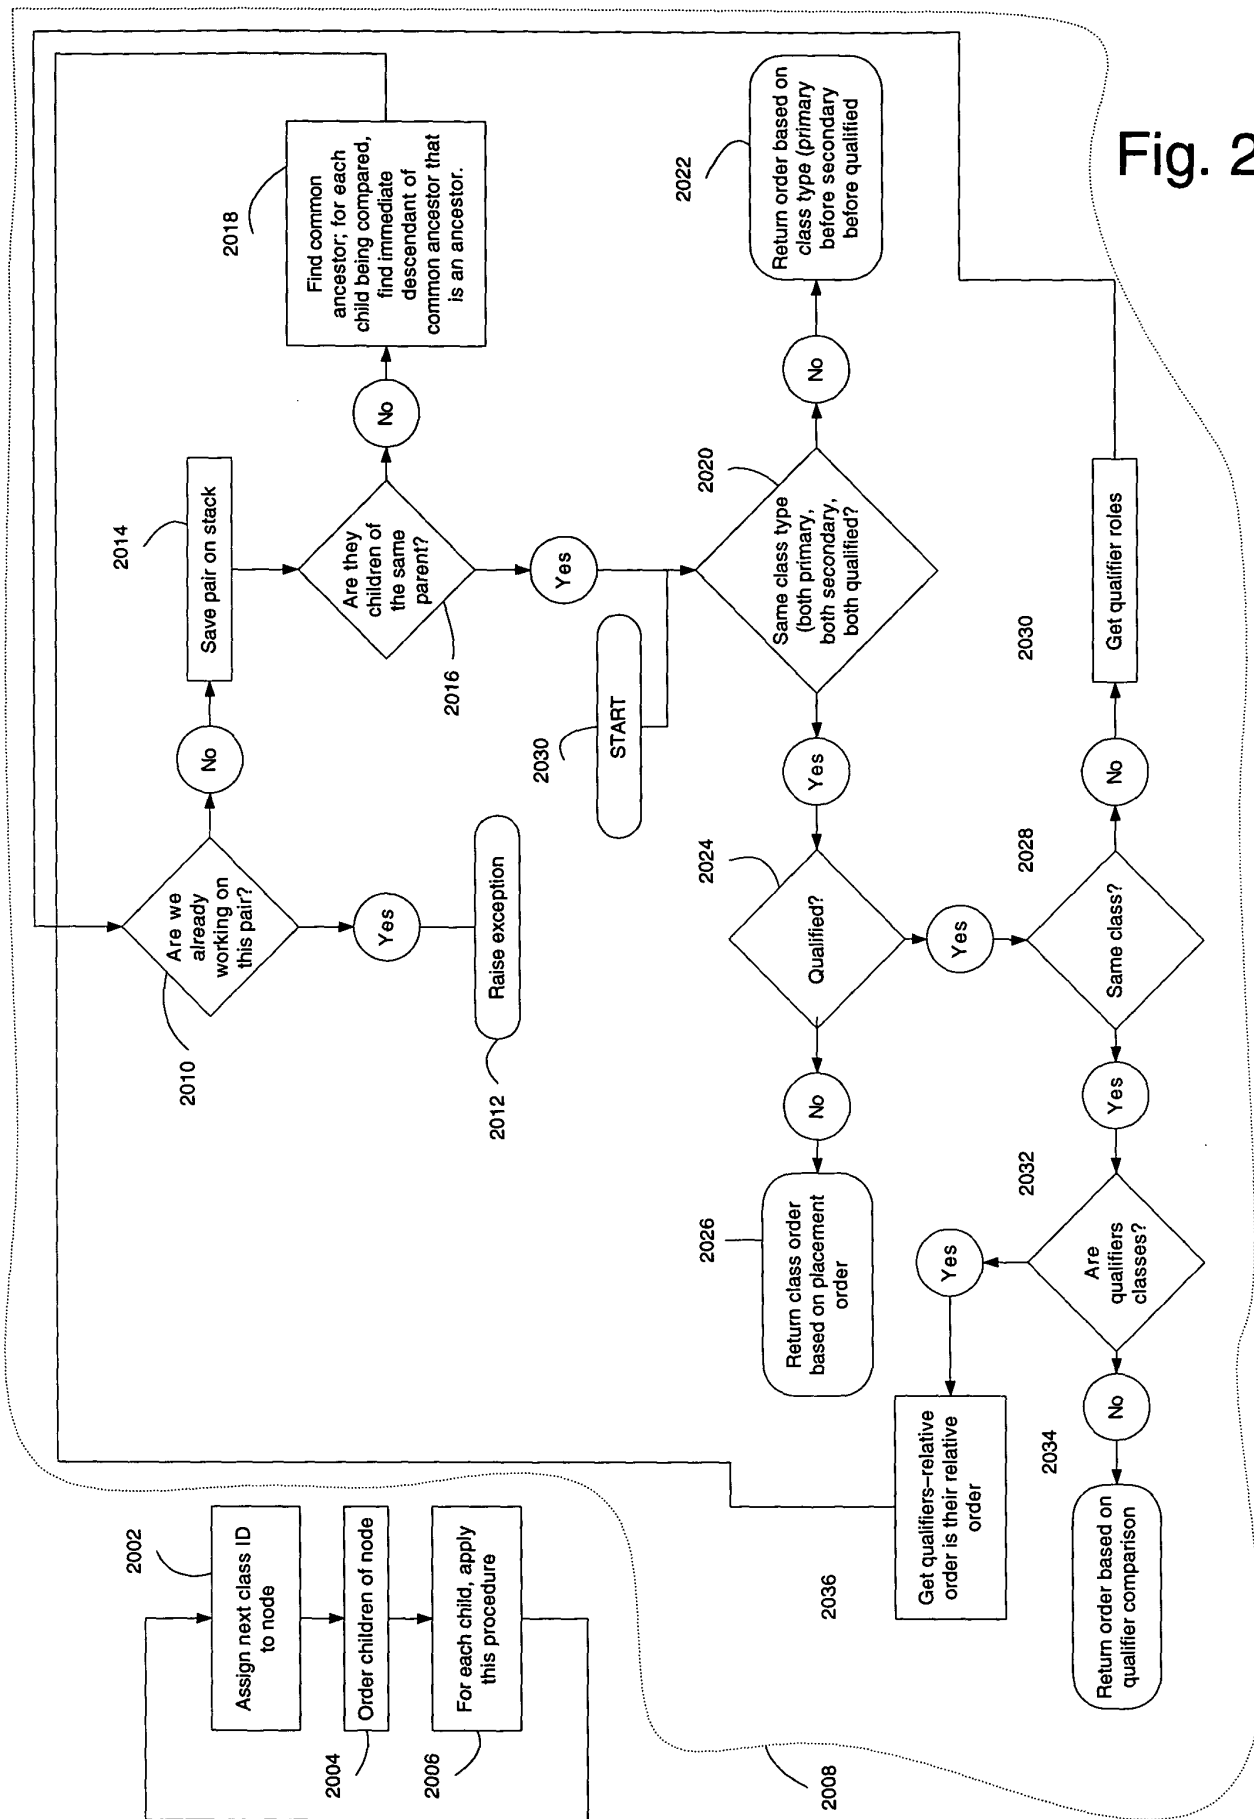 2002
Assign next class ID
to node
2004
Order children of node
2006
For each child, apply
this procedure
2008
2010
Are we
already
working on
this pair?
Yes
No
2012
Raise exception
2014
Save pair on stack
2016
Are they
children of
the same
parent?
No
Yes
2018
Find common
ancestor; for each
child being compared,
find immediate
descendant of
common ancestor that
is an ancestor.
2030
START
2020
Same class type
(both primary,
both secondary,
both qualified?
No
Yes
2022
Return order based on
class type (primary
before secondary
before qualified
2024
Qualified?
No
Yes
2026
Return class order
based on placement
order
2028
Same class?
No
Yes
2030
Get qualifier roles
2032
Are
qualifiers
classes?
Yes
No
2034
Return order based on
qualifier comparison
2036
Get qualifiers–relative
order is their relative
order
Fig. 2